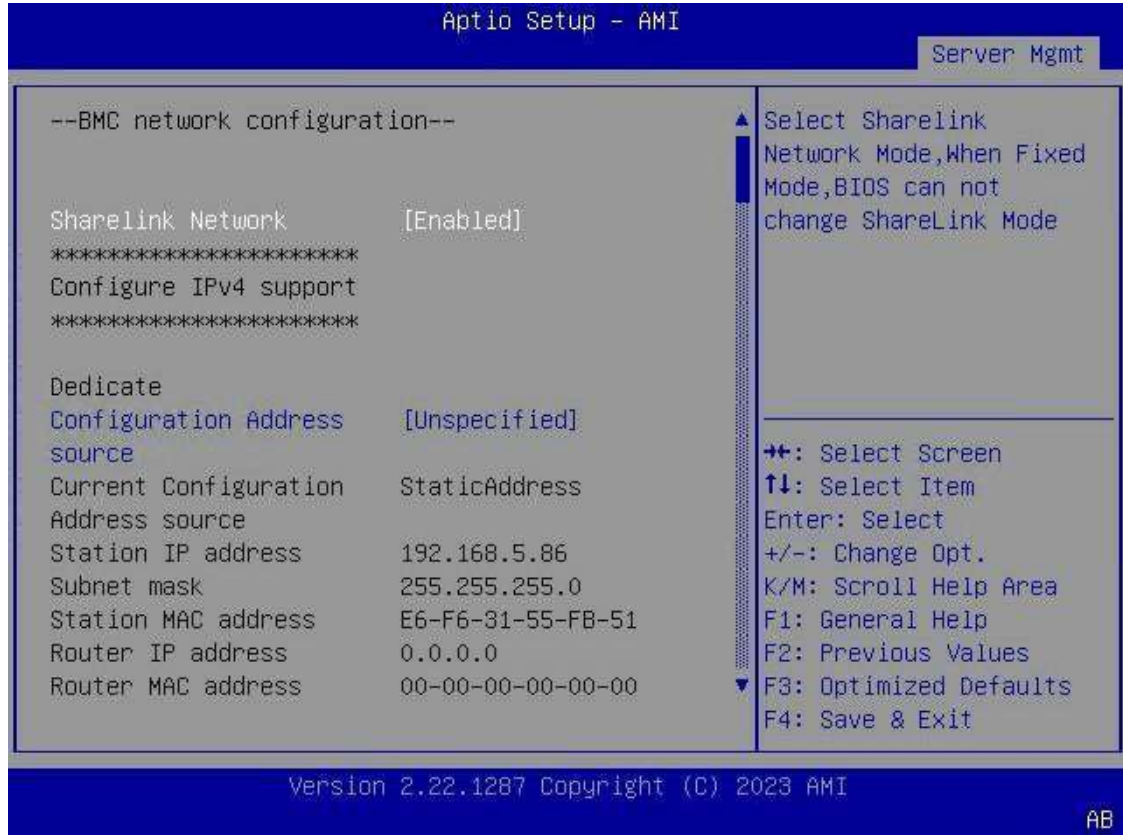 Aptio Setup – AMI
Server Mgmt
--BMC network configuration--
Sharelink Network [Enabled]
***********************
Configure IPv4 support
***********************
Dedicate
Configuration Address [Unspecified]
source
Current Configuration StaticAddress
Address source
Station IP address 192.168.5.86
Subnet mask 255.255.255.0
Station MAC address E6-F6-31-55-FB-51
Router IP address 0.0.0.0
Router MAC address 00-00-00-00-00-00
Select Sharelink
Network Mode,When Fixed
Mode,BIOS can not
change ShareLink Mode
→←: Select Screen
↑↓: Select Item
Enter: Select
+/-: Change Opt.
K/M: Scroll Help Area
F1: General Help
F2: Previous Values
F3: Optimized Defaults
F4: Save & Exit
Version 2.22.1287 Copyright (C) 2023 AMI
AB